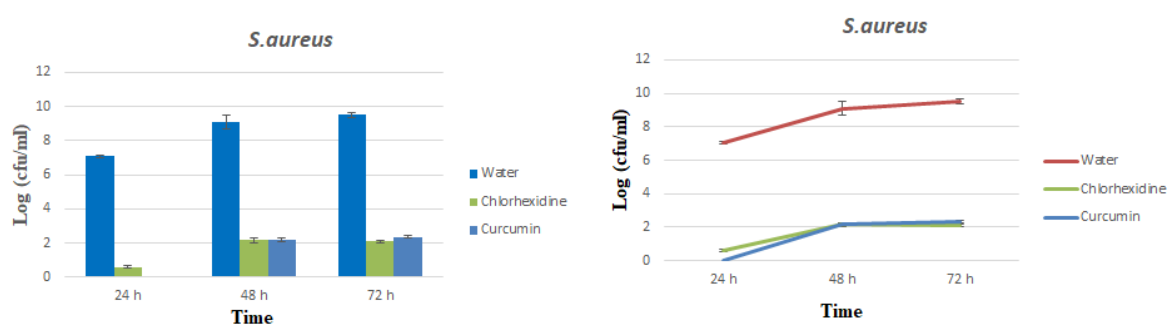 S.aureus
12
10
8
6
4
2
0
Log (cfu/ml)
24 h 48 h 72 h
Time
Water
Chlorhexidine
Curcumin
S.aureus
12
10
8
6
4
2
0
Log (cfu/ml)
24 h 48 h 72 h
Time
Water
Chlorhexidine
Curcumin